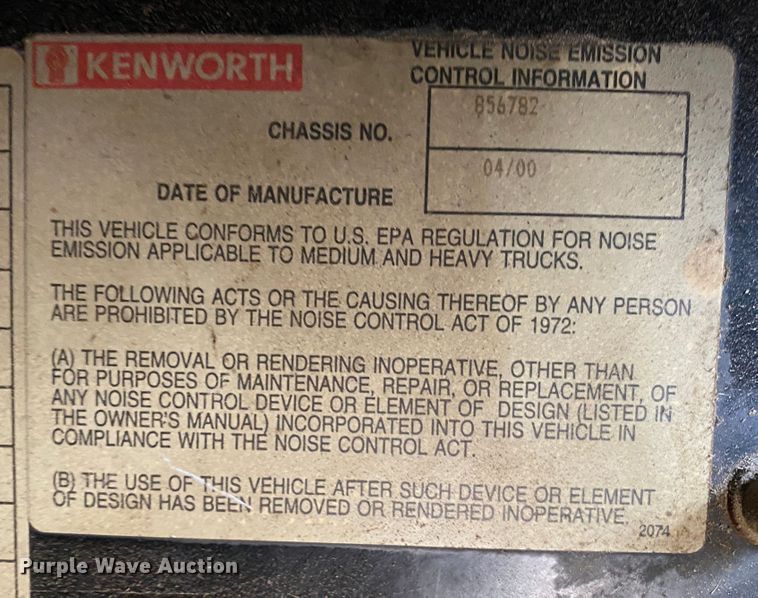 KENWORTH
VEHICLE NOISE EMISSION
CONTROL INFORMATION
CHASSIS NO.
856782
DATE OF MANUFACTURE
04/00
THIS VEHICLE CONFORMS TO U.S. EPA REGULATION FOR NOISE
EMISSION APPLICABLE TO MEDIUM AND HEAVY TRUCKS.
THE FOLLOWING ACTS OR THE CAUSING THEREOF BY ANY PERSON
ARE PROHIBITED BY THE NOISE CONTROL ACT OF 1972:
(A) THE REMOVAL OR RENDERING INOPERATIVE, OTHER THAN
FOR PURPOSES OF MAINTENANCE, REPAIR, OR REPLACEMENT, OF
ANY NOISE CONTROL DEVICE OR ELEMENT OF DESIGN (LISTED IN
THE OWNER'S MANUAL) INCORPORATED INTO THIS VEHICLE IN
COMPLIANCE WITH THE NOISE CONTROL ACT.
(B) THE USE OF THIS VEHICLE AFTER SUCH DEVICE OR ELEMENT
OF DESIGN HAS BEEN REMOVED OR RENDERED INOPERATIVE.
2074
Purple Wave Auction